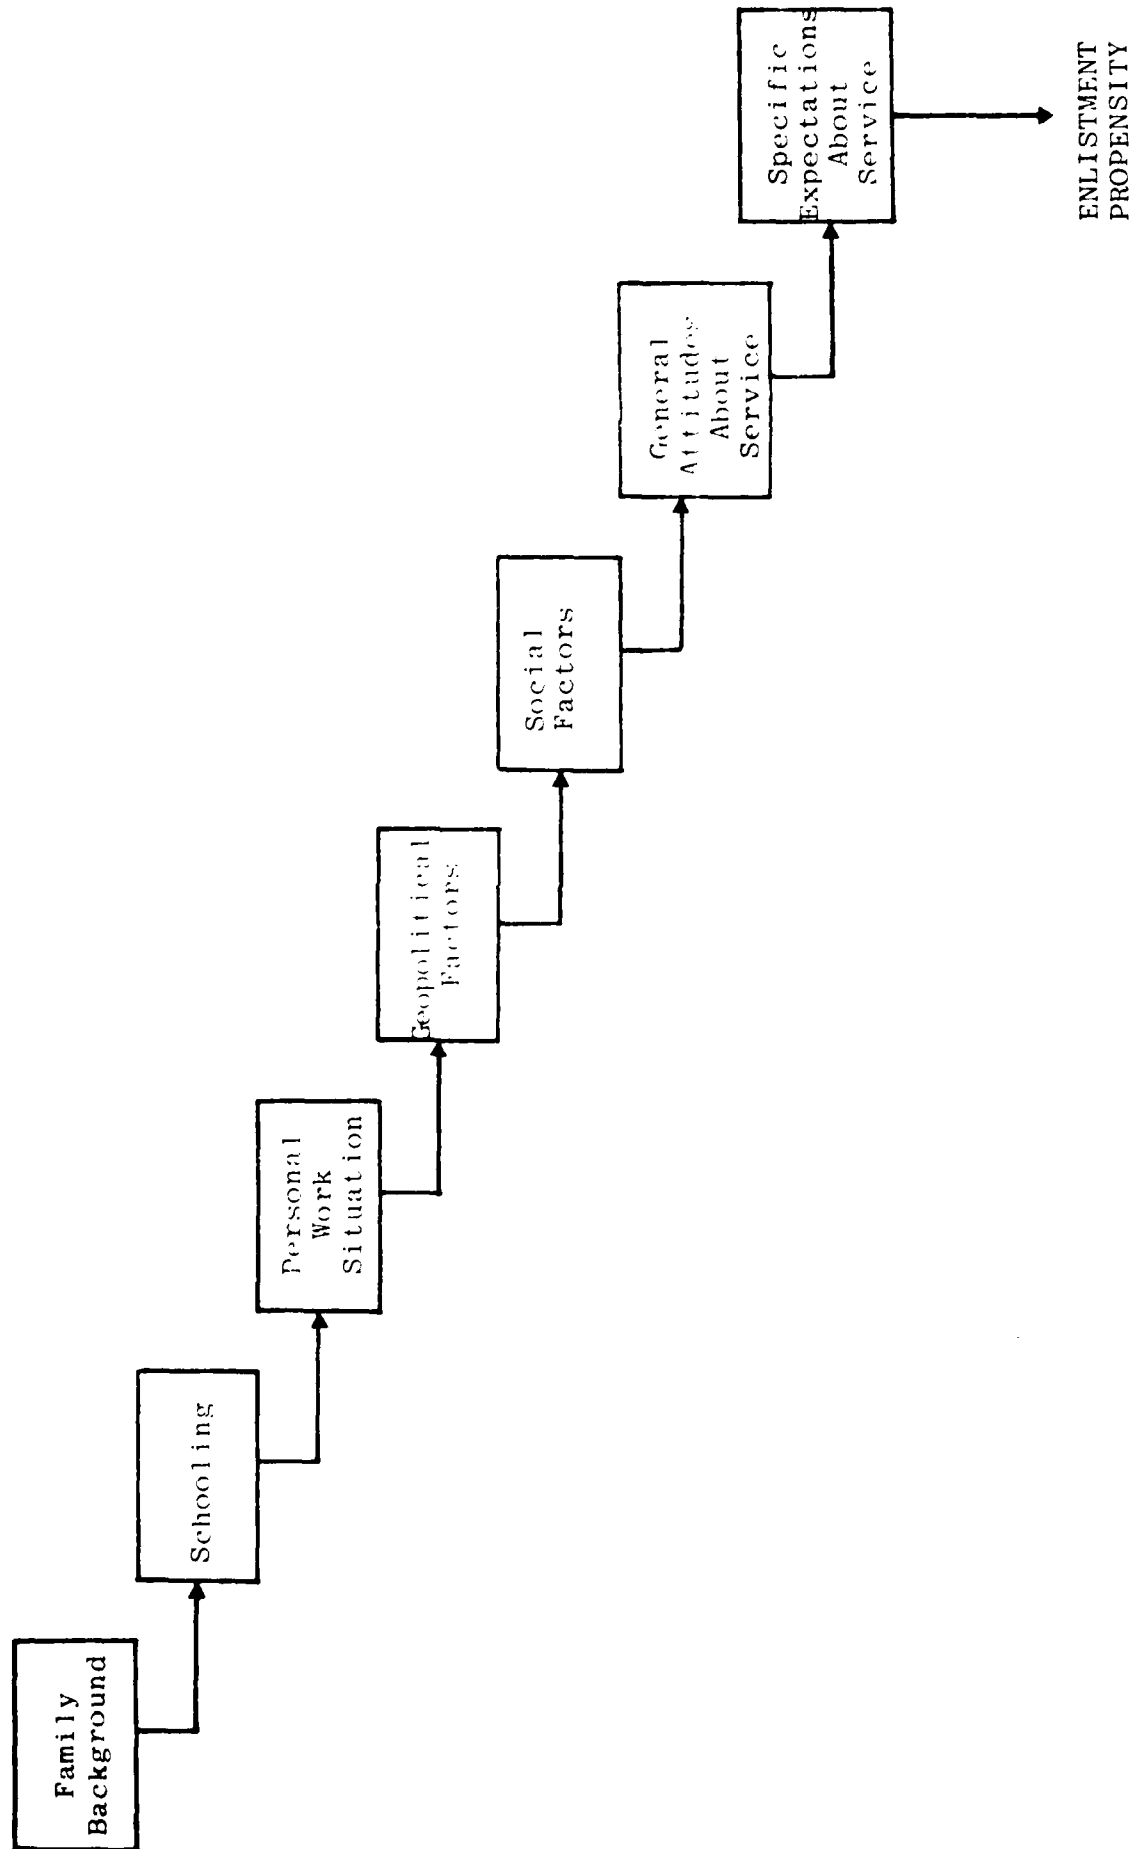 Family
Background
Schooling
Personal
Work
Situation
Geopolitical
Factors
Social
Factors
General
Attitudes
About
Service
Specific
Expectations
About
Service
ENLISTMENT
PROPENSITY